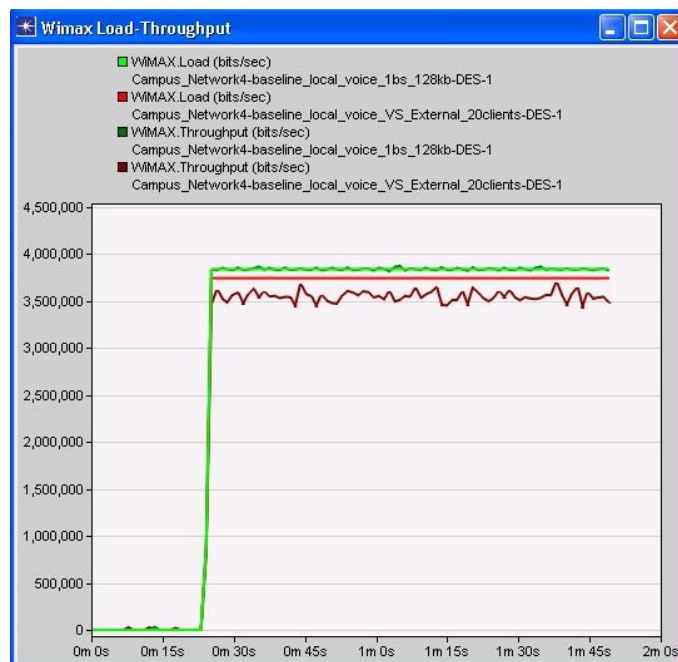 Wimax Load-Throughput
WiMAX.Load (bits/sec)
Campus_Network4-baseline_local_voice_1bs_128kb-DES-1
WiMAX.Load (bits/sec)
Campus_Network4-baseline_local_voice_VS_External_20clients-DES-1
WiMAX.Throughput (bits/sec)
Campus_Network4-baseline_local_voice_1bs_128kb-DES-1
WiMAX.Throughput (bits/sec)
Campus_Network4-baseline_local_voice_VS_External_20clients-DES-1
4,500,000
4,000,000
3,500,000
3,000,000
2,500,000
2,000,000
1,500,000
1,000,000
500,000
0
0m 0s 0m 15s 0m 30s 0m 45s 1m 0s 1m 15s 1m 30s 1m 45s 2m 0s